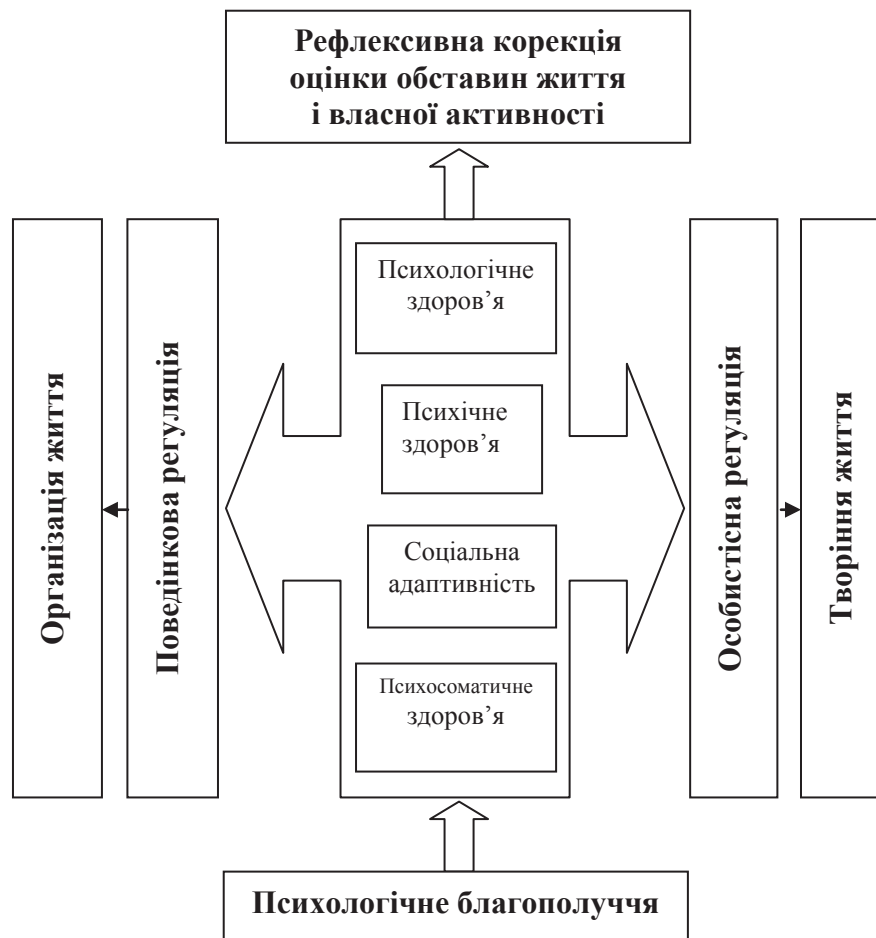 Рефлексивна корекція
оцінки обставин життя
і власної активності
Організація життя
Поведінкова регуляція
Психологічне
здоров’я
Психічне
здоров’я
Соціальна
адаптивність
Психосоматичне
здоров’я
Особистісна регуляція
Творіння життя
Психологічне благополуччя